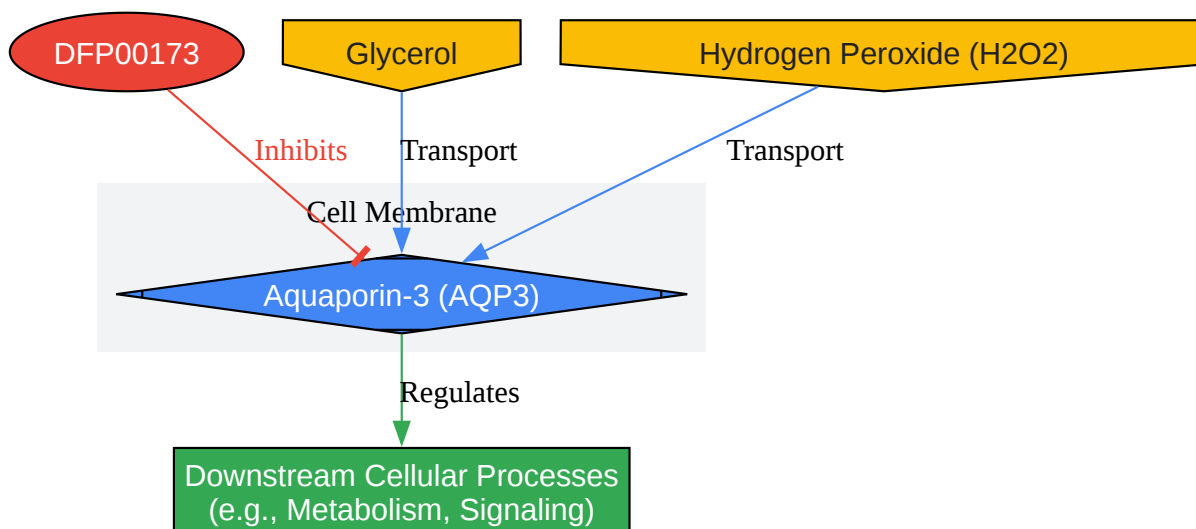 DFP00173
Glycerol
Hydrogen Peroxide (H2O2)
Inhibits
Transport
Transport
Cell Membrane
Aquaporin-3 (AQP3)
Regulates
Downstream Cellular Processes
(e.g., Metabolism, Signaling)